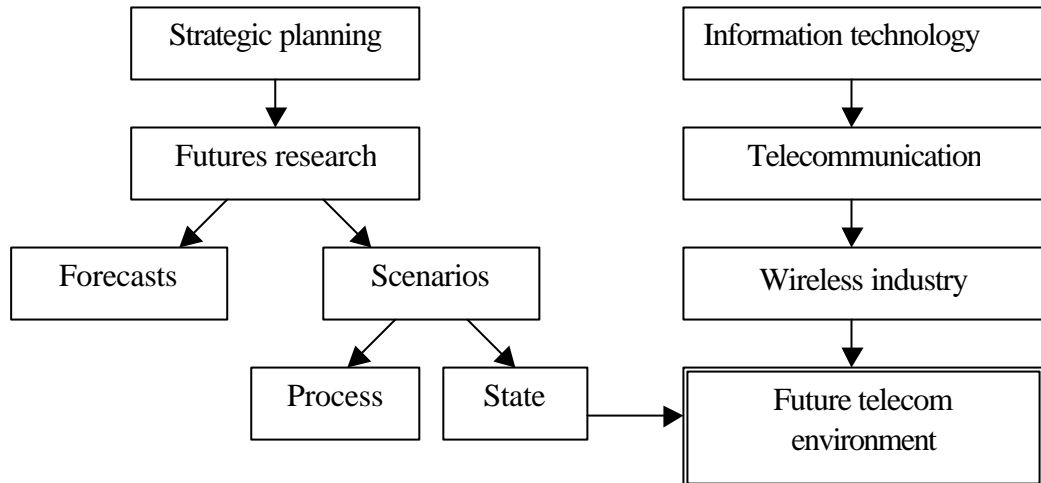 Strategic planning
Information technology
Futures research
Telecommunication
Forecasts
Scenarios
Wireless industry
Process
State
Future telecom
environment